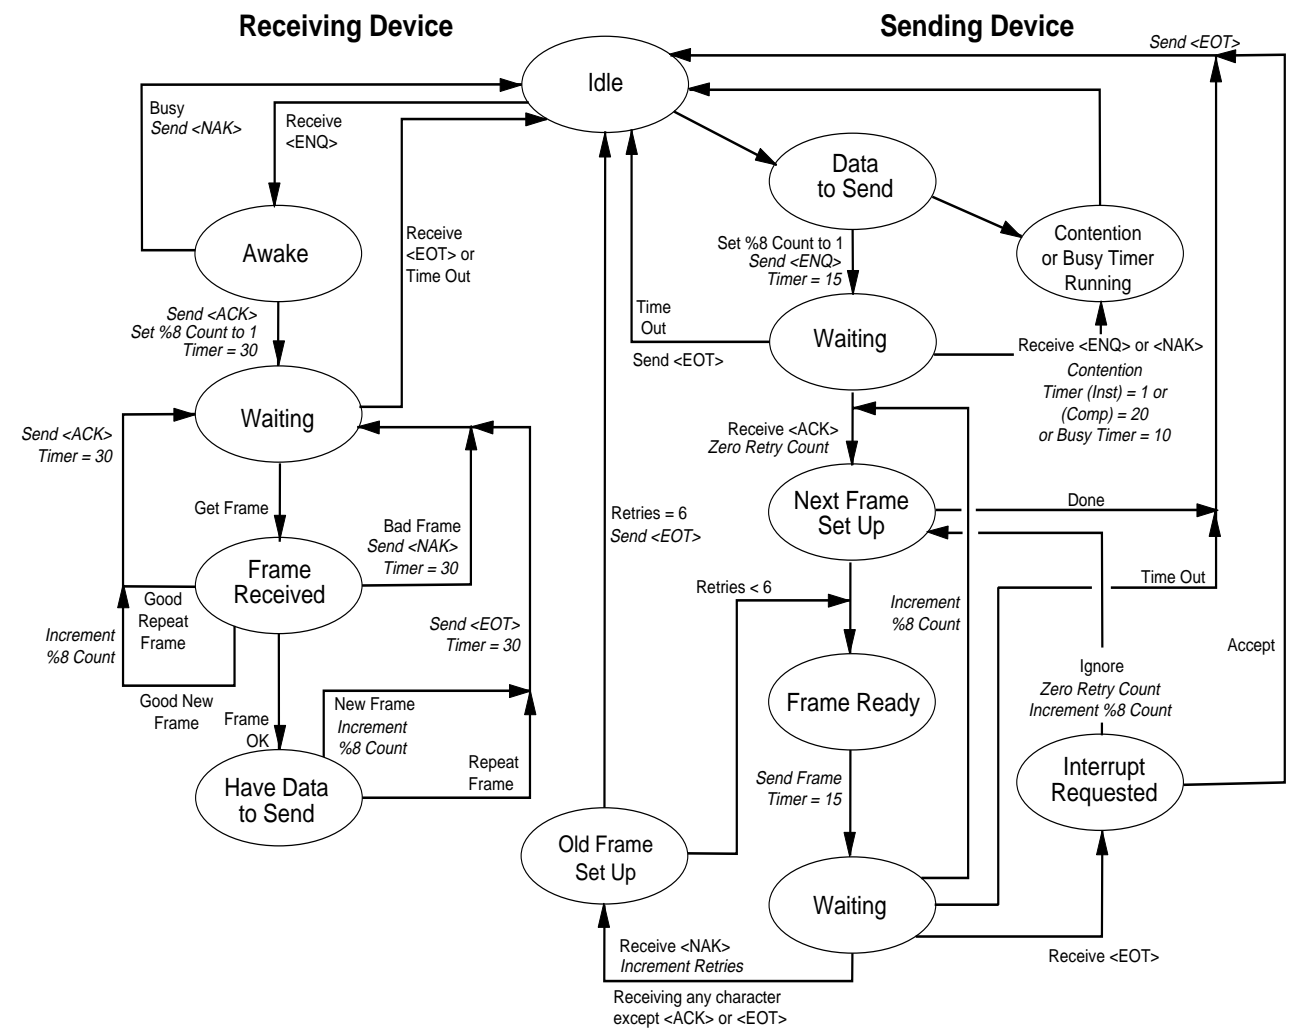 Receiving Device
Sending Device
Send <EOT>
Idle
Busy
Send <NAK>
Receive
<ENQ>
Data
to Send
Awake
Receive
<EOT> or
Time Out
Contention
or Busy Timer
Running
Set %8 Count to 1
Send <ENQ>
Timer = 15
Send <ACK>
Set %8 Count to 1
Timer = 30
Time
Out
Send <EOT>
Waiting
Receive <ENQ> or <NAK>
Contention
Timer (Inst) = 1 or
(Comp) = 20
or Busy Timer = 10
Waiting
Send <ACK>
Timer = 30
Receive <ACK>
Zero Retry Count
Get Frame
Bad Frame
Send <NAK>
Timer = 30
Retries = 6
Send <EOT>
Next Frame
Set Up
Done
Frame
Received
Time Out
Good
Repeat
Frame
Increment
%8 Count
Retries < 6
Increment
%8 Count
Send <EOT>
Timer = 30
Accept
Ignore
Zero Retry Count
Increment %8 Count
Good New
Frame
Frame
OK
New Frame
Increment
%8 Count
Frame Ready
Repeat
Frame
Have Data
to Send
Send Frame
Timer = 15
Interrupt
Requested
Old Frame
Set Up
Waiting
Receive <NAK>
Increment Retries
Receive <EOT>
Receiving any character
except <ACK> or <EOT>